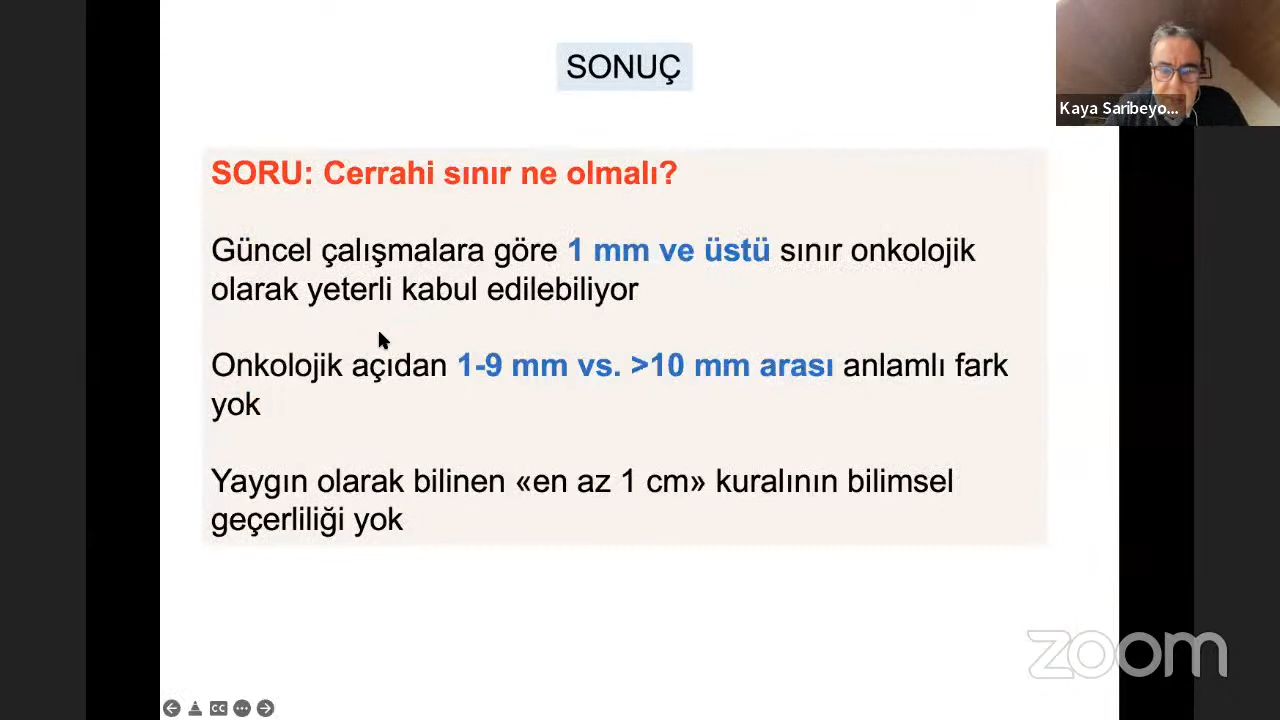 SONUÇ
Kaya Saribeyo...
SORU: Cerrahi sınır ne olmalı?
Güncel çalışmalara göre 1 mm ve üstü sınır onkolojik
olarak yeterli kabul edilebiliyor
Onkolojik açıdan 1-9 mm vs. >10 mm arası anlamlı fark
yok
Yaygın olarak bilinen «en az 1 cm» kuralının bilimsel
geçerliliği yok
zoom
CC